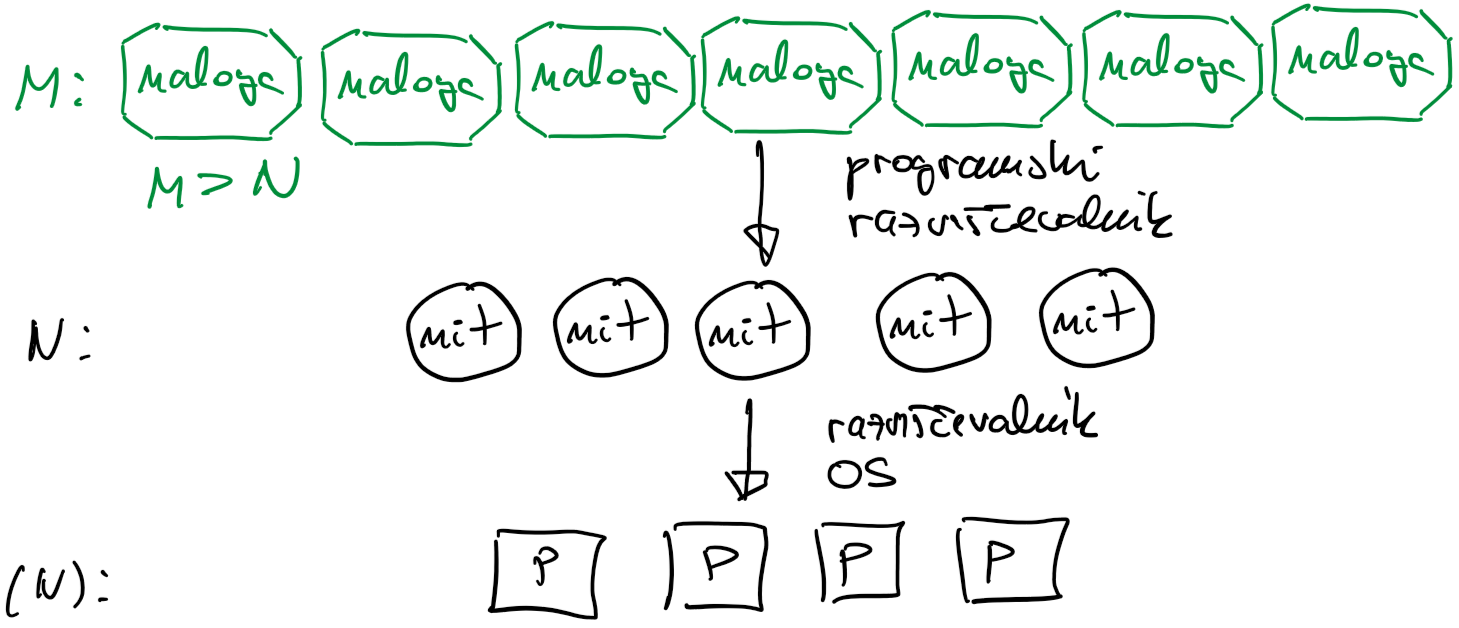 M: naloga naloga naloga naloga naloga naloga naloga
M > N
programski
razvrščevalnik
N: nit nit nit nit nit
razvrščevalnik
OS
(N): P P P P